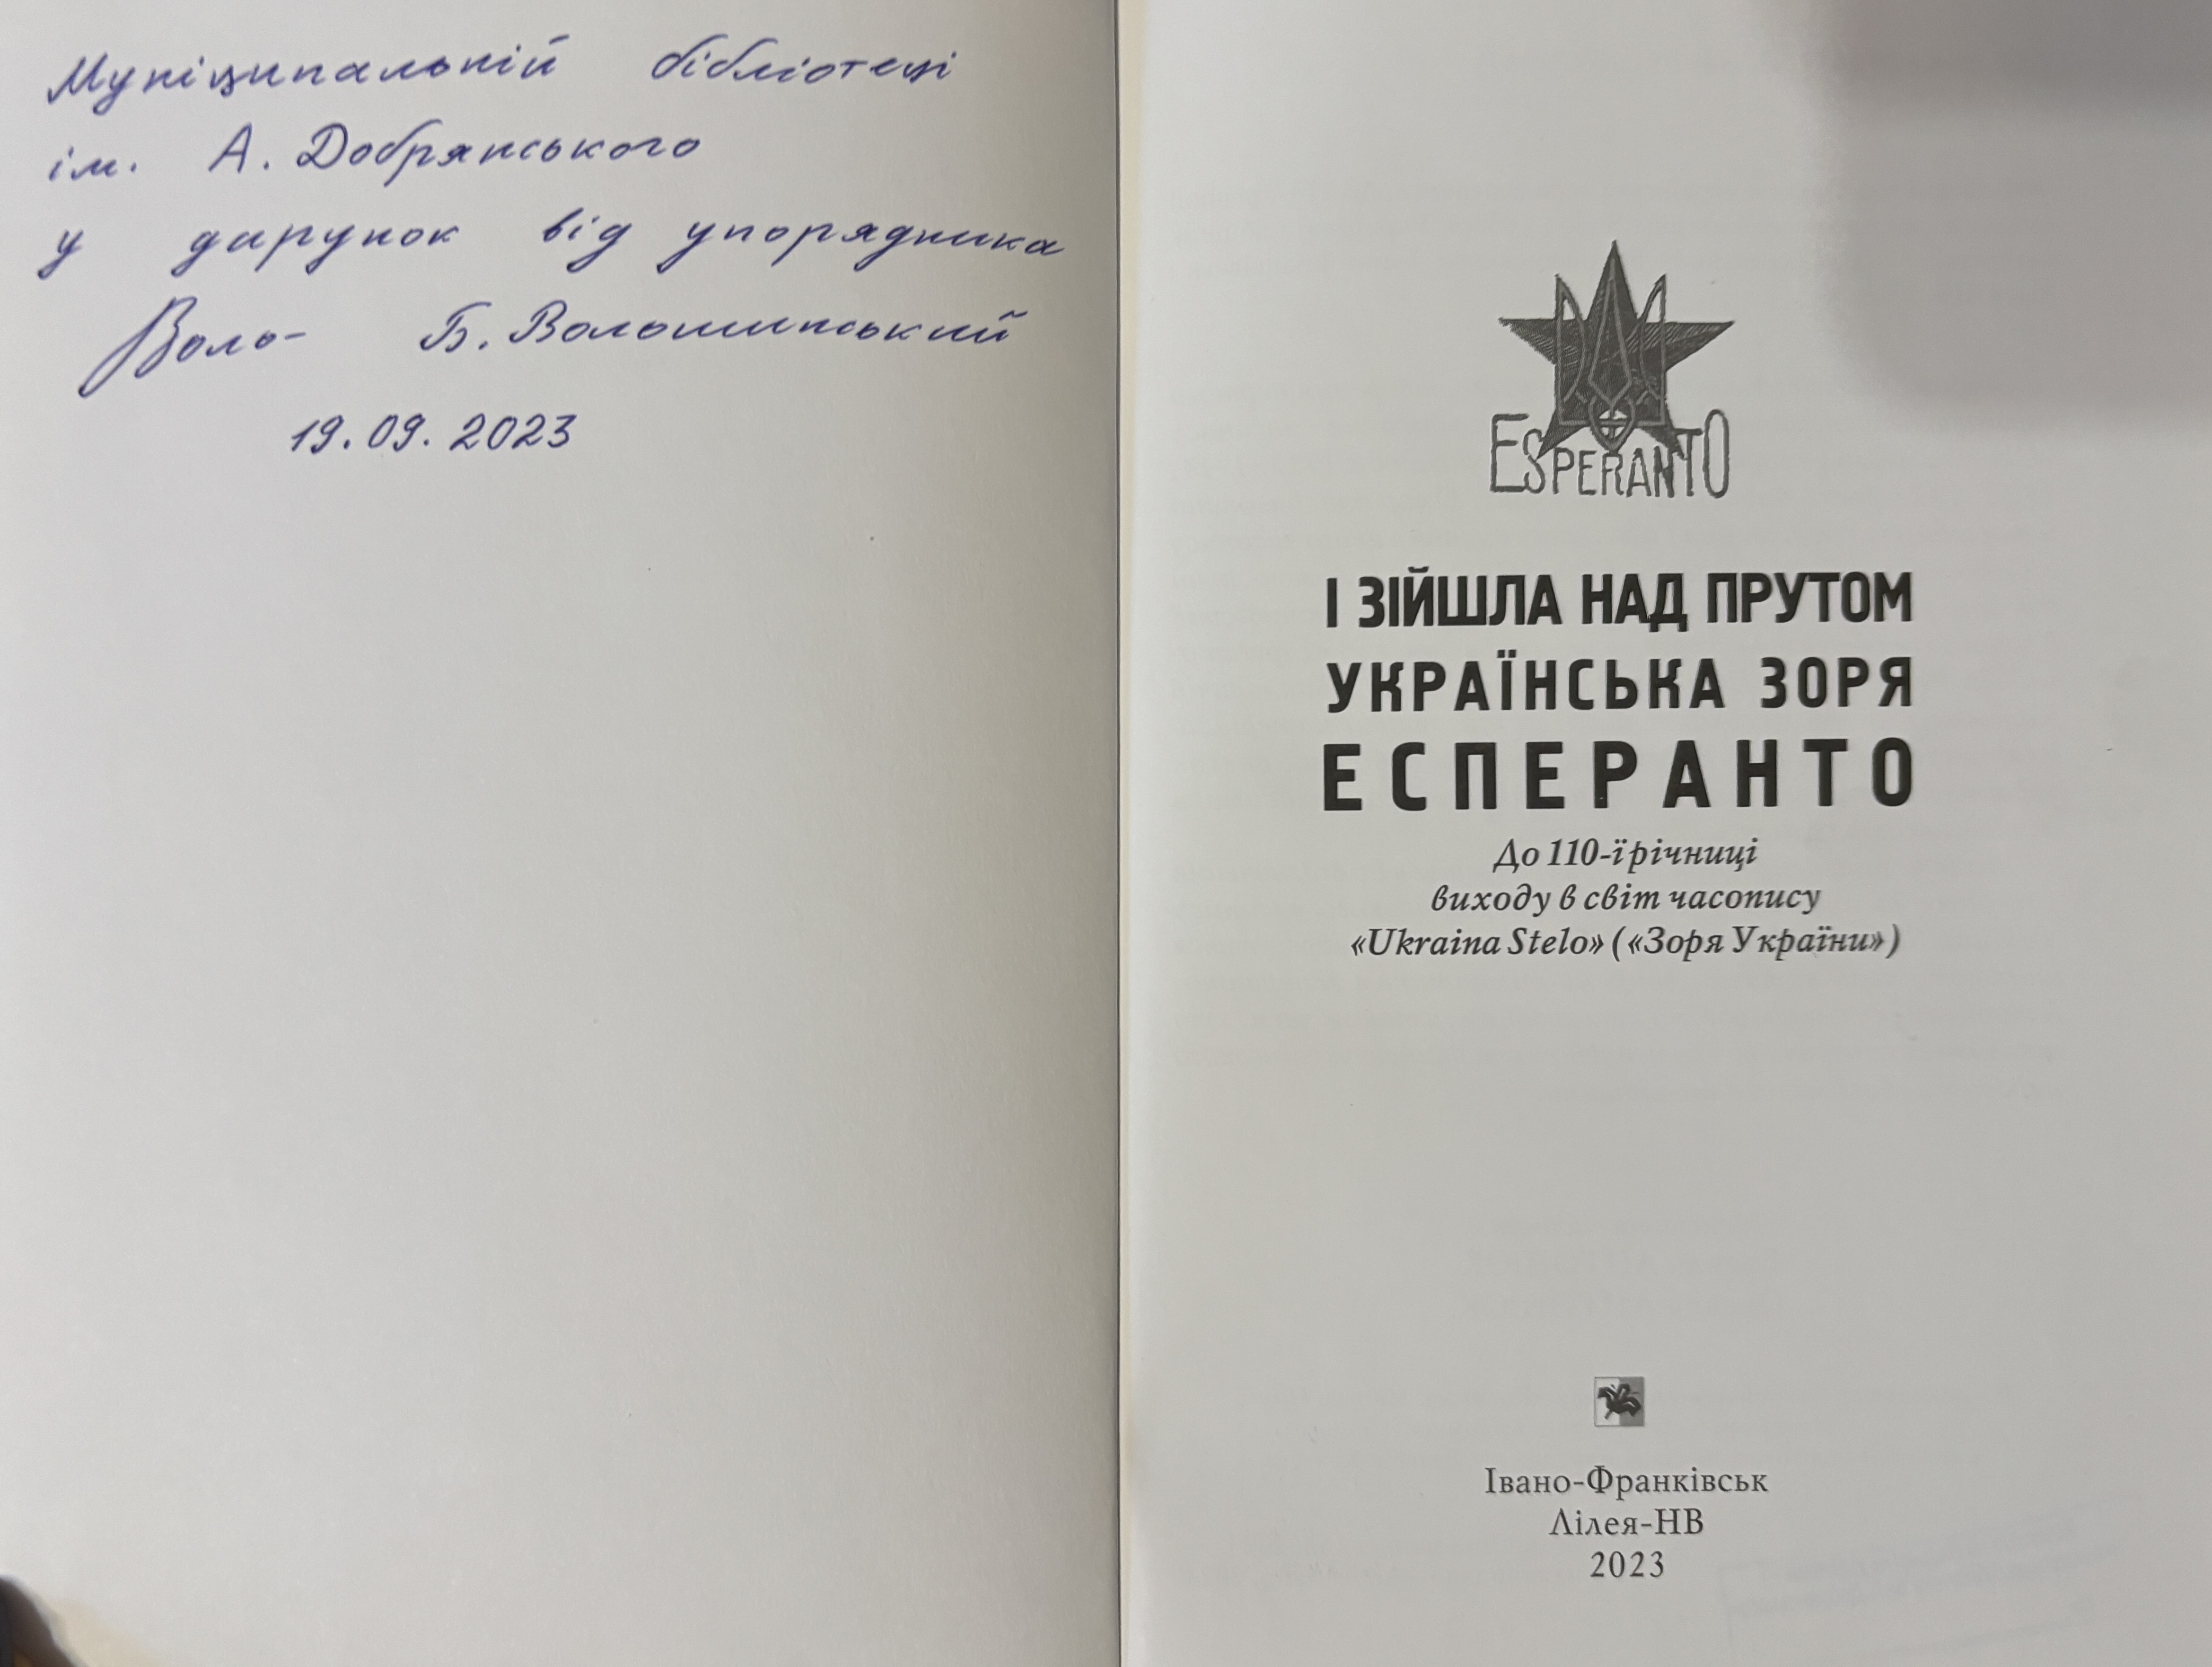 Муніципальній бібліотеці
ім. А. Добрянського
у дарунок від упорядника
Воло- Б. Волошинський
19.09.2023
ESPERANTO
І ЗІЙШЛА НАД ПРУТОМ
УКРАЇНСЬКА ЗОРЯ
ЕСПЕРАНТО
До 110-ї річниці
виходу в світ часопису
«Ukraina Stelo» («Зоря України»)
Івано-Франківськ
Лілея-НВ
2023